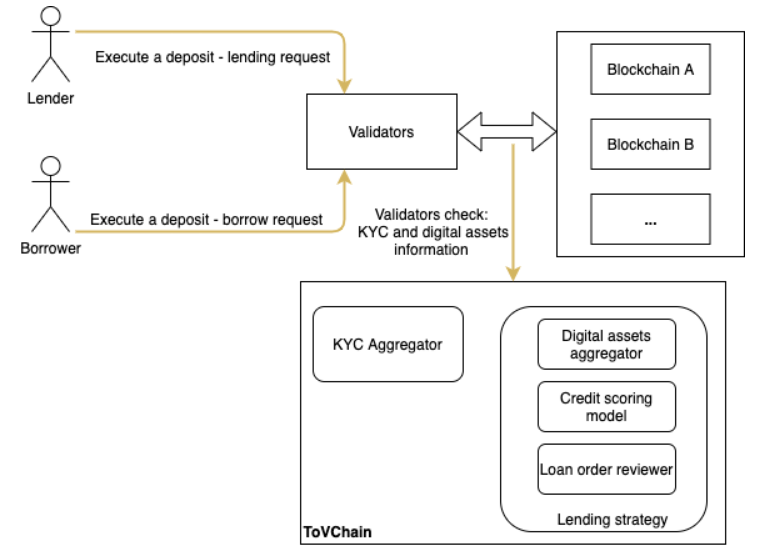 Execute a deposit - lending request
Lender
Validators
Blockchain A
Blockchain B
...
Execute a deposit - borrow request
Borrower
Validators check:
KYC and digital assets
information
KYC Aggregator
Digital assets
aggregator
Credit scoring
model
Loan order reviewer
Lending strategy
ToVChain